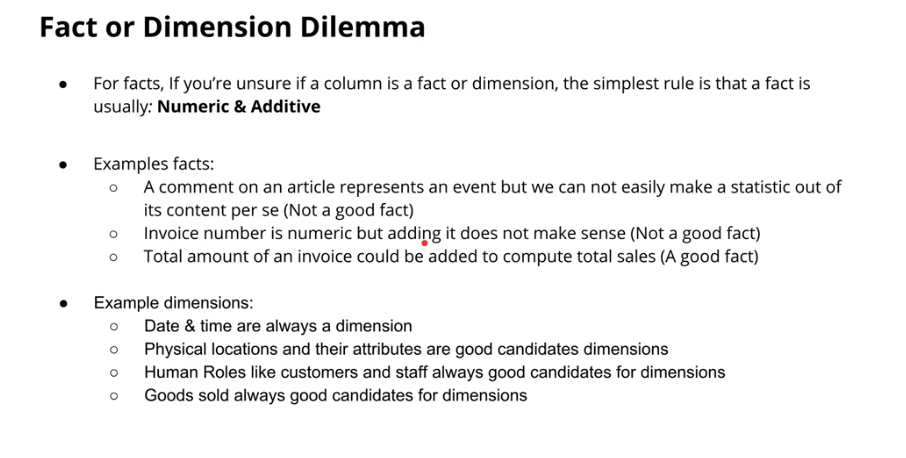 Fact or Dimension Dilemma
● For facts, If you’re unsure if a column is a fact or dimension, the simplest rule is that a fact is
usually: Numeric & Additive
● Examples facts:
○ A comment on an article represents an event but we can not easily make a statistic out of
its content per se (Not a good fact)
○ Invoice number is numeric but adding it does not make sense (Not a good fact)
○ Total amount of an invoice could be added to compute total sales (A good fact)
● Example dimensions:
○ Date & time are always a dimension
○ Physical locations and their attributes are good candidates dimensions
○ Human Roles like customers and staff always good candidates for dimensions
○ Goods sold always good candidates for dimensions